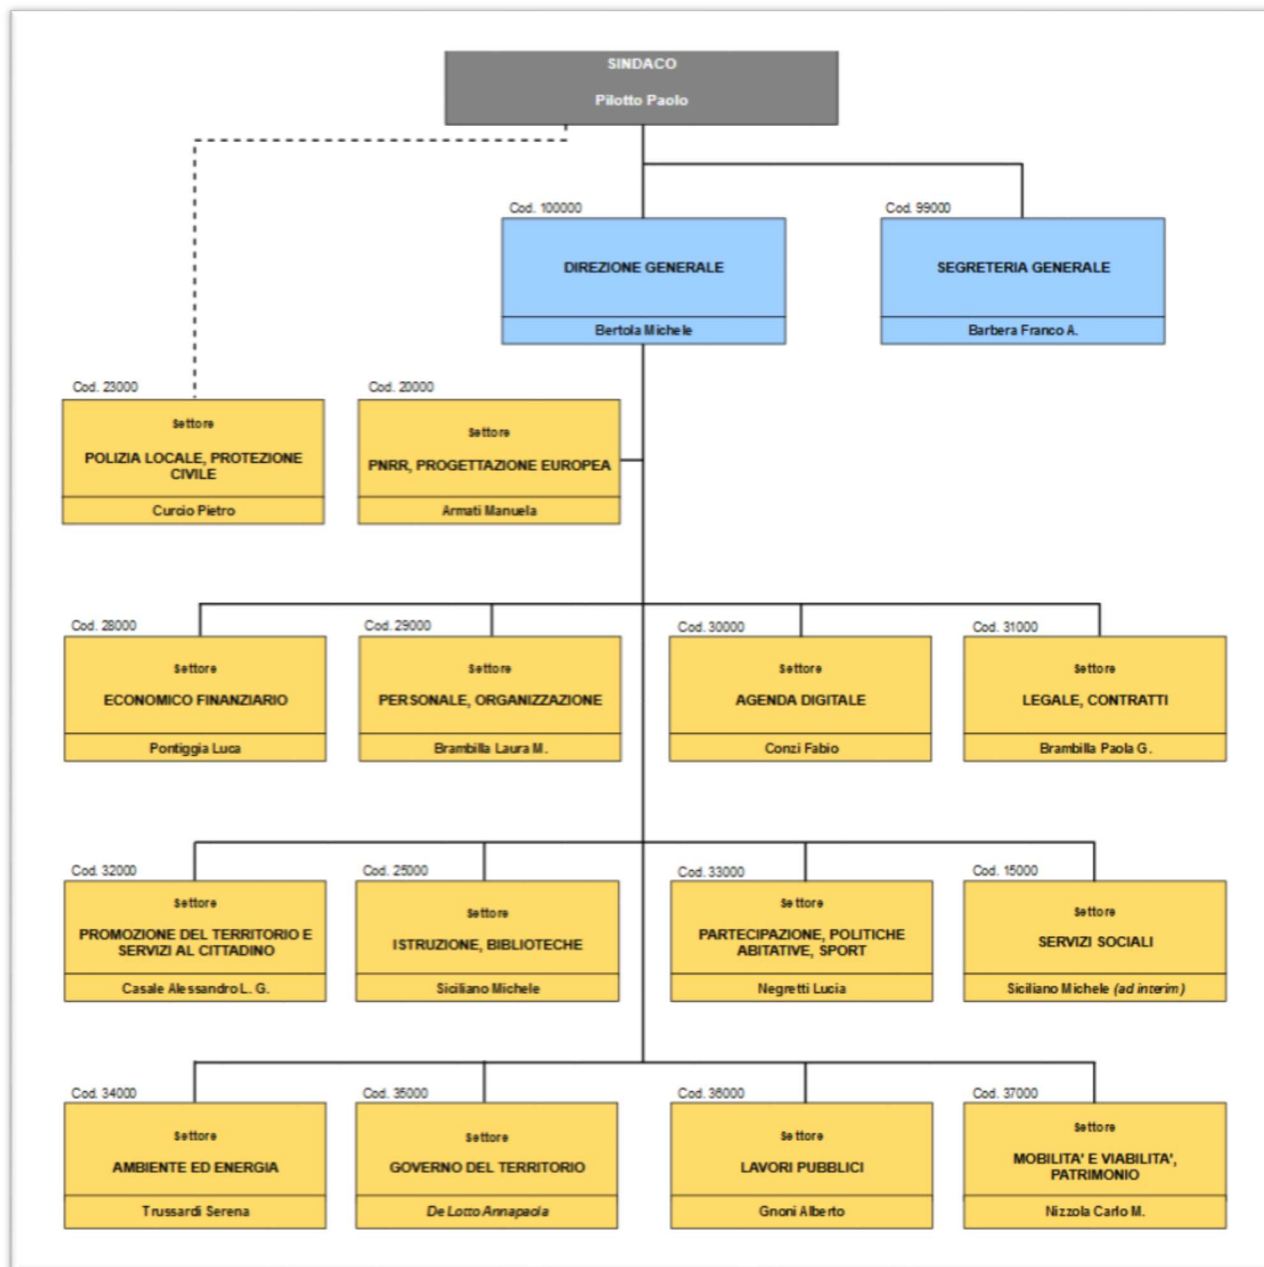 SINDACO
Pilotto Paolo
Cod. 100000
Cod. 99000
DIREZIONE GENERALE
SEGRETERIA GENERALE
Bertola Michele
Barbera Franco A.
Cod. 23000
Cod. 20000
Settore
POLIZIA LOCALE, PROTEZIONE
CIVILE
Curcio Pietro
Settore
PNRR, PROGETTAZIONE EUROPEA
Armati Manuela
Cod. 28000
Settore
ECONOMICO FINANZIARIO
Pontiggia Luca
Cod. 29000
Settore
PERSONALE, ORGANIZZAZIONE
Brambilla Laura M.
Cod. 30000
Settore
AGENDA DIGITALE
Conzi Fabio
Cod. 31000
Settore
LEGALE, CONTRATTI
Brambilla Paola G.
Cod. 32000
Settore
PROMOZIONE DEL TERRITORIO E
SERVIZI AL CITTADINO
Casale Alessandro L. G.
Cod. 25000
Settore
ISTRUZIONE, BIBLIOTECHE
Siciliano Michele
Cod. 33000
Settore
PARTECIPAZIONE, POLITICHE
ABITATIVE, SPORT
Negretti Lucia
Cod. 15000
Settore
SERVIZI SOCIALI
Siciliano Michele (ad interim)
Cod. 34000
Settore
AMBIENTE ED ENERGIA
Trussardi Serena
Cod. 35000
Settore
GOVERNO DEL TERRITORIO
De Lotto Annapaola
Cod. 36000
Settore
LAVORI PUBBLICI
Gnoni Alberto
Cod. 37000
Settore
MOBILITA' E VIABILITA',
PATRIMONIO
Nizzola Carlo M.